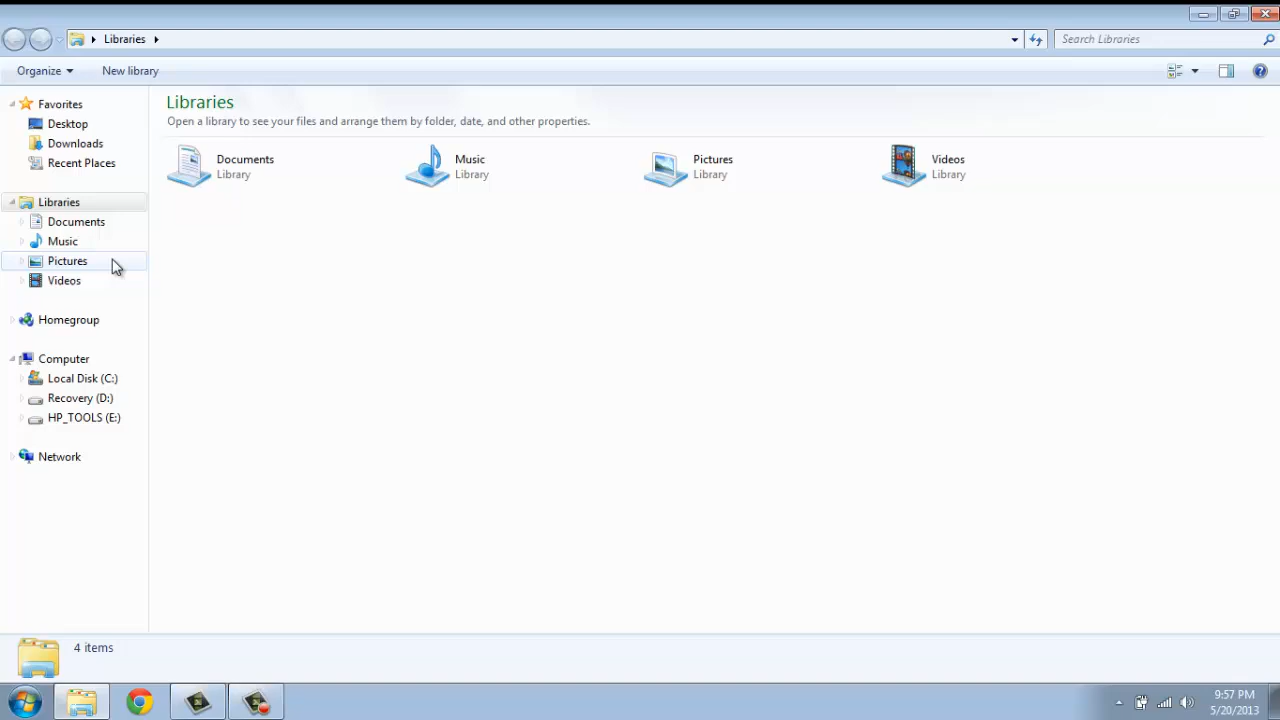 Libraries
Search Libraries
Organize
New library
Favorites
Desktop
Downloads
Recent Places
Libraries
Documents
Music
Pictures
Videos
Homegroup
Computer
Local Disk (C:)
Recovery (D:)
HP_TOOLS (E:)
Network
Libraries
Open a library to see your files and arrange them by folder, date, and other properties.
Documents
Library
Music
Library
Pictures
Library
Videos
Library
4 items
9:57 PM
5/20/2013